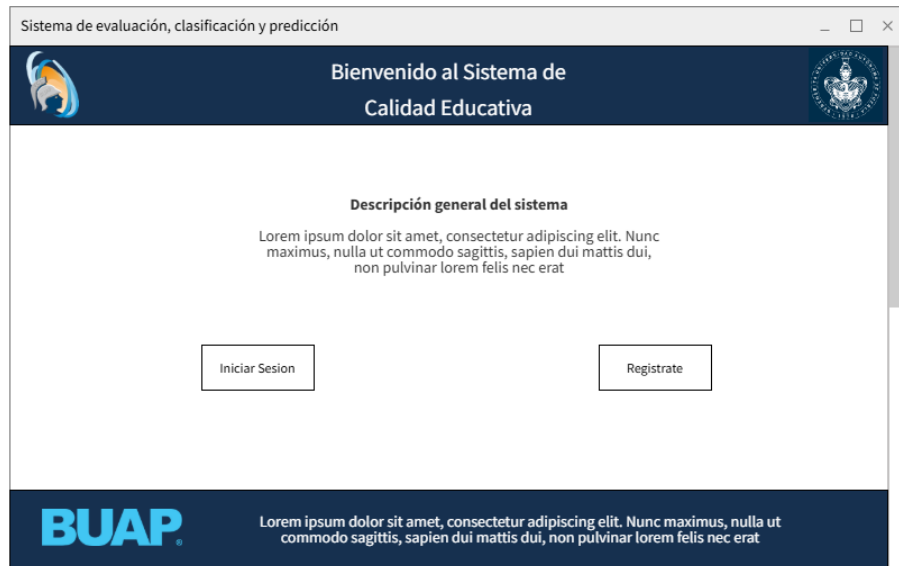 Sistema de evaluación, clasificación y predicción
Bienvenido al Sistema de
Calidad Educativa
Descripción general del sistema
Lorem ipsum dolor sit amet, consectetur adipiscing elit. Nunc
maximus, nulla ut commodo sagittis, sapien dui mattis dui,
non pulvinar lorem felis nec erat
Iniciar Sesion
Registrate
BUAP®
Lorem ipsum dolor sit amet, consectetur adipiscing elit. Nunc maximus, nulla ut
commodo sagittis, sapien dui mattis dui, non pulvinar lorem felis nec erat